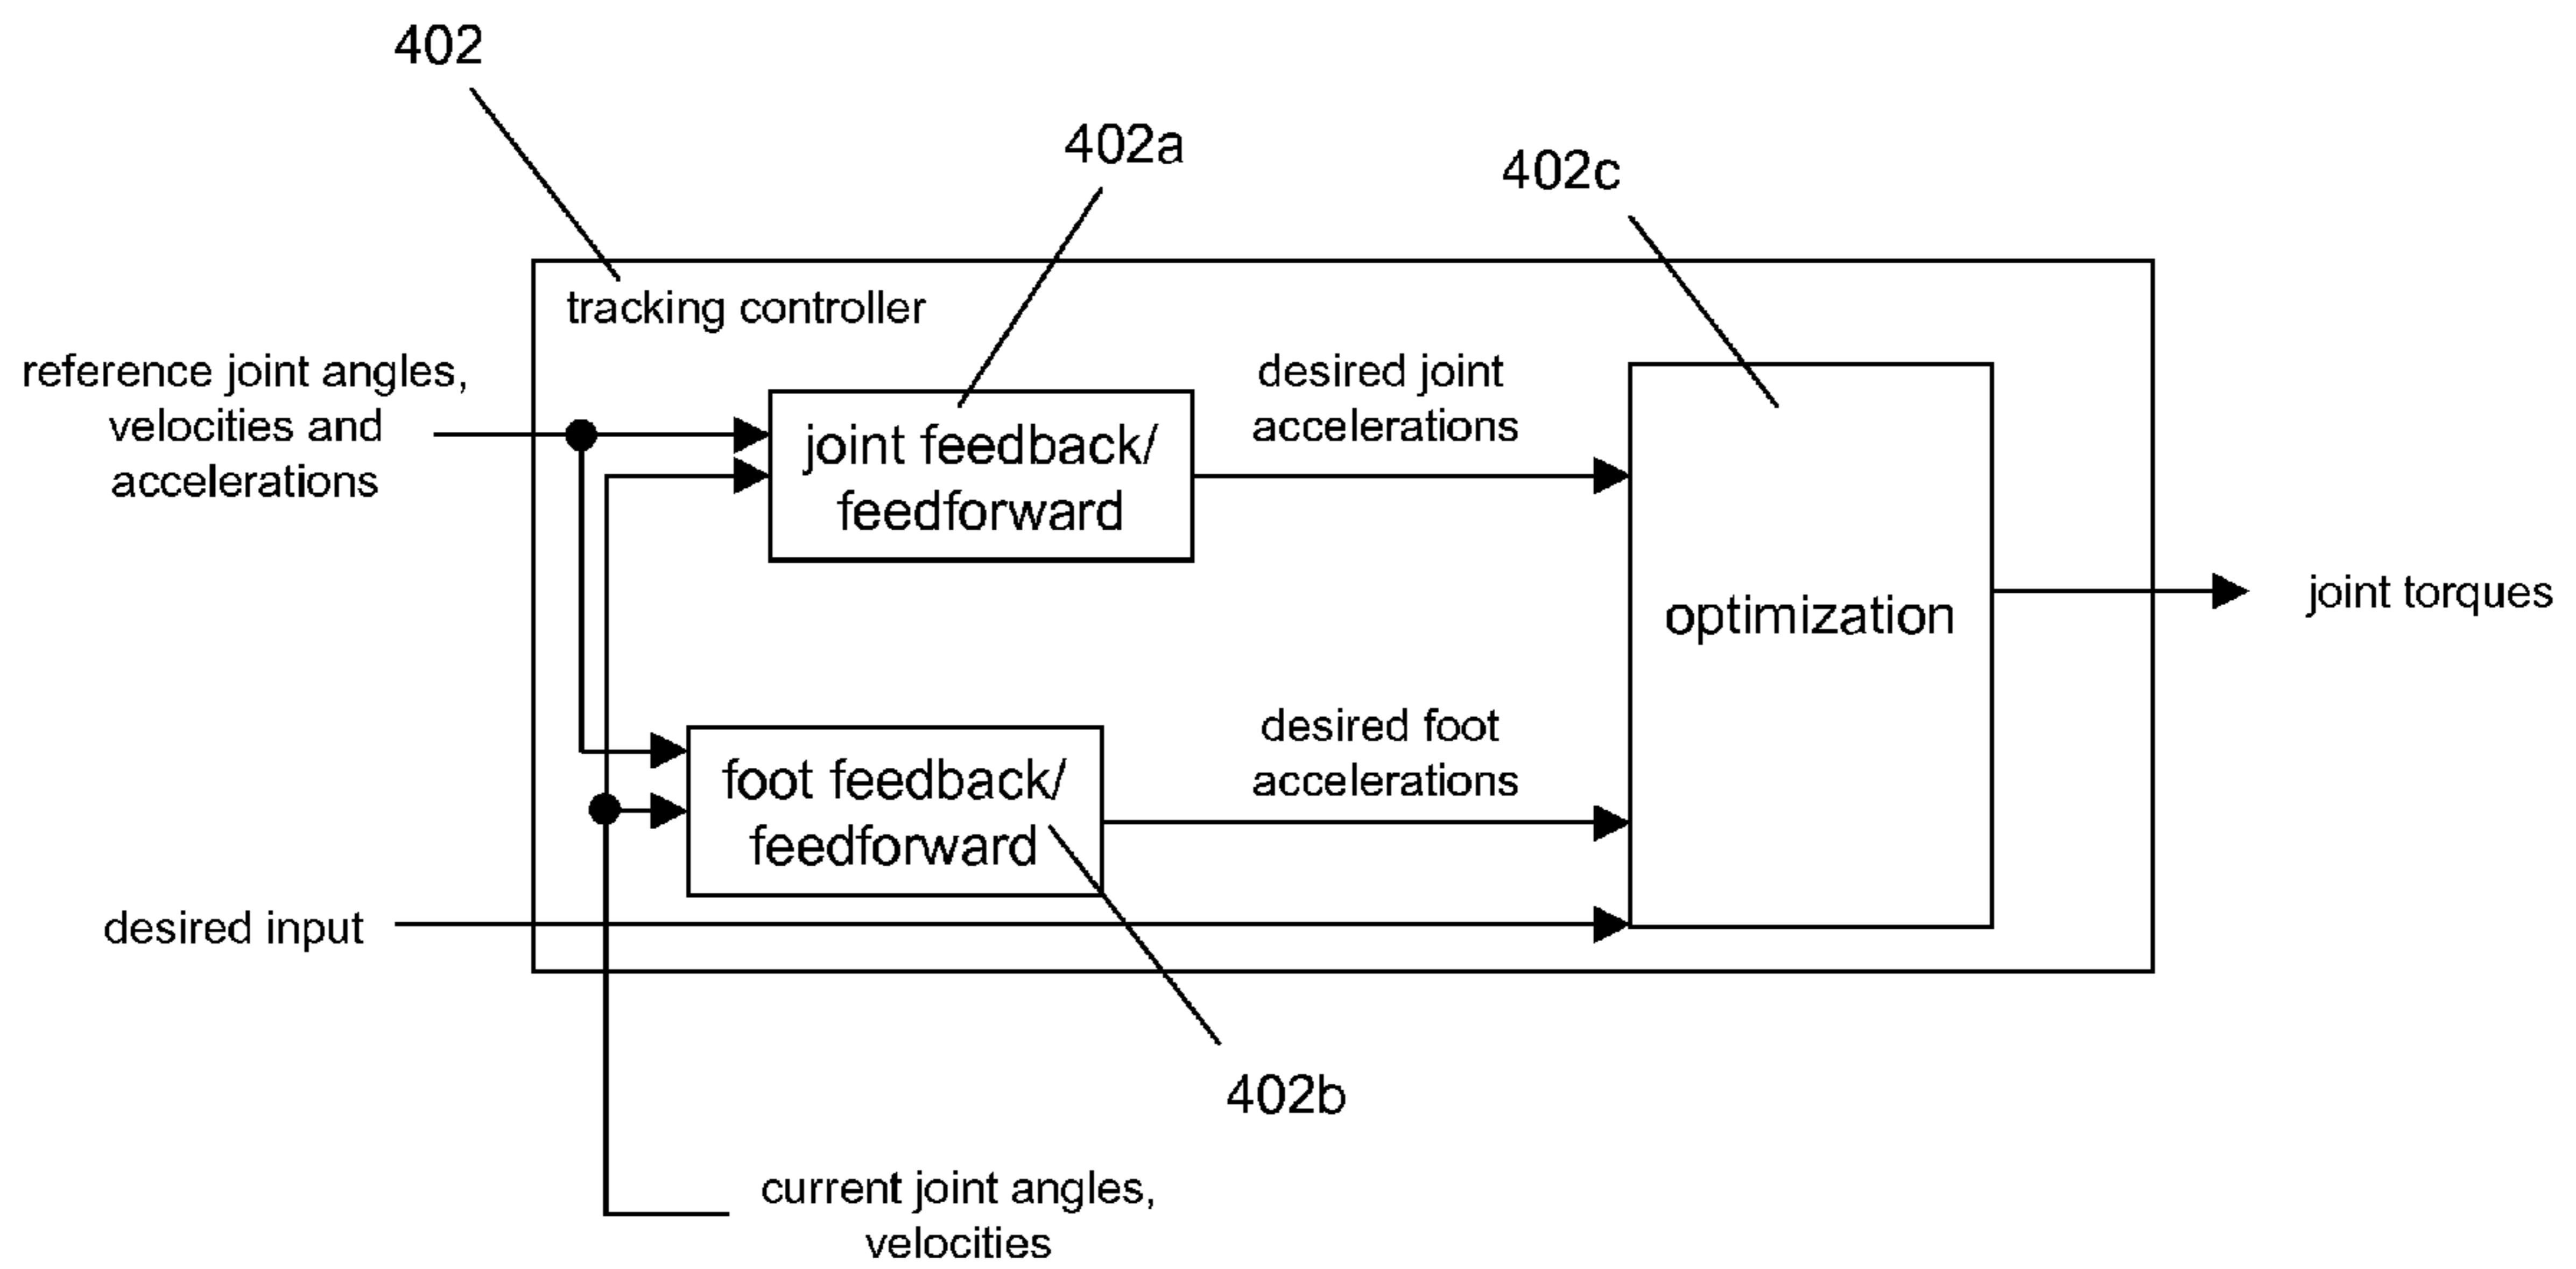 402
402a
402c
tracking controller
reference joint angles,
velocities and
accelerations
joint feedback/
feedforward
desired joint
accelerations
optimization
joint torques
foot feedback/
feedforward
desired foot
accelerations
desired input
402b
current joint angles,
velocities